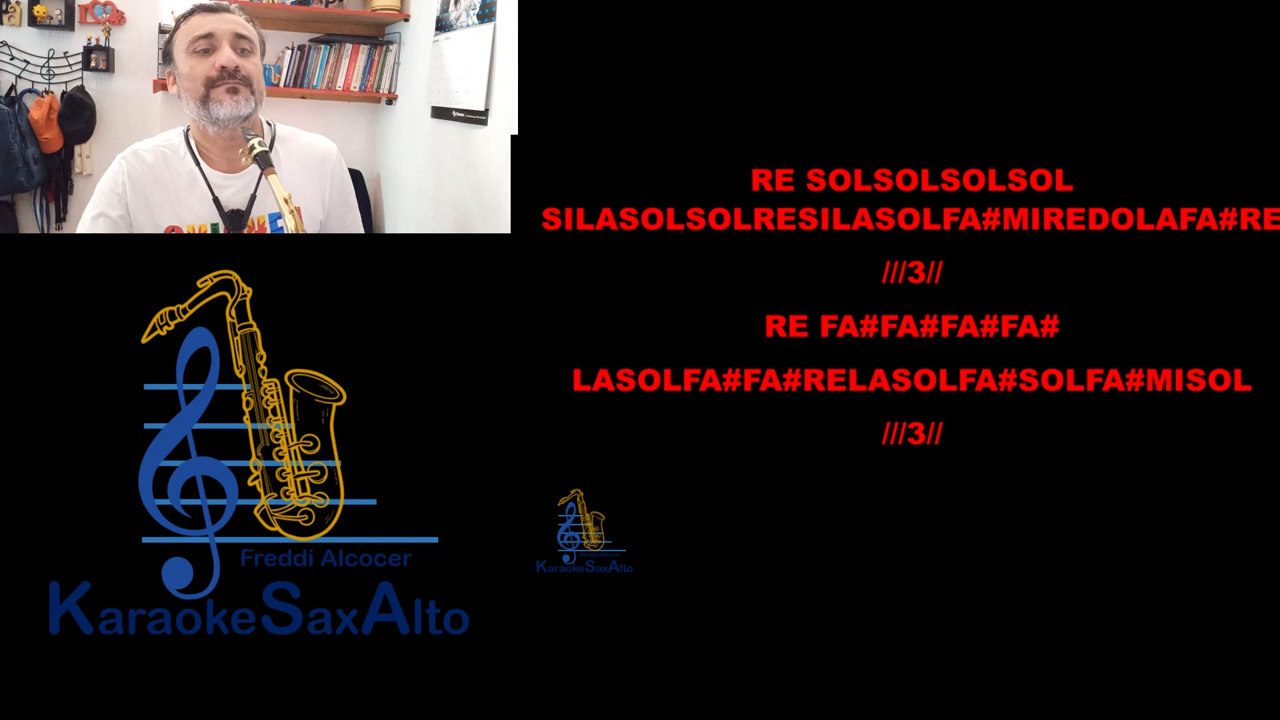 RE SOLSOLSOLSOL
SILASOLSOLRESILASOLFA#MIREDOLAFA#RE
///3//
RE FA#FA#FA#FA#
LASOLFA#FA#RELASOLFA#SOLFA#MISOL
///3//
Freddi Alcocer
KaraokeSaxAlto
KaraokeSaxAlto